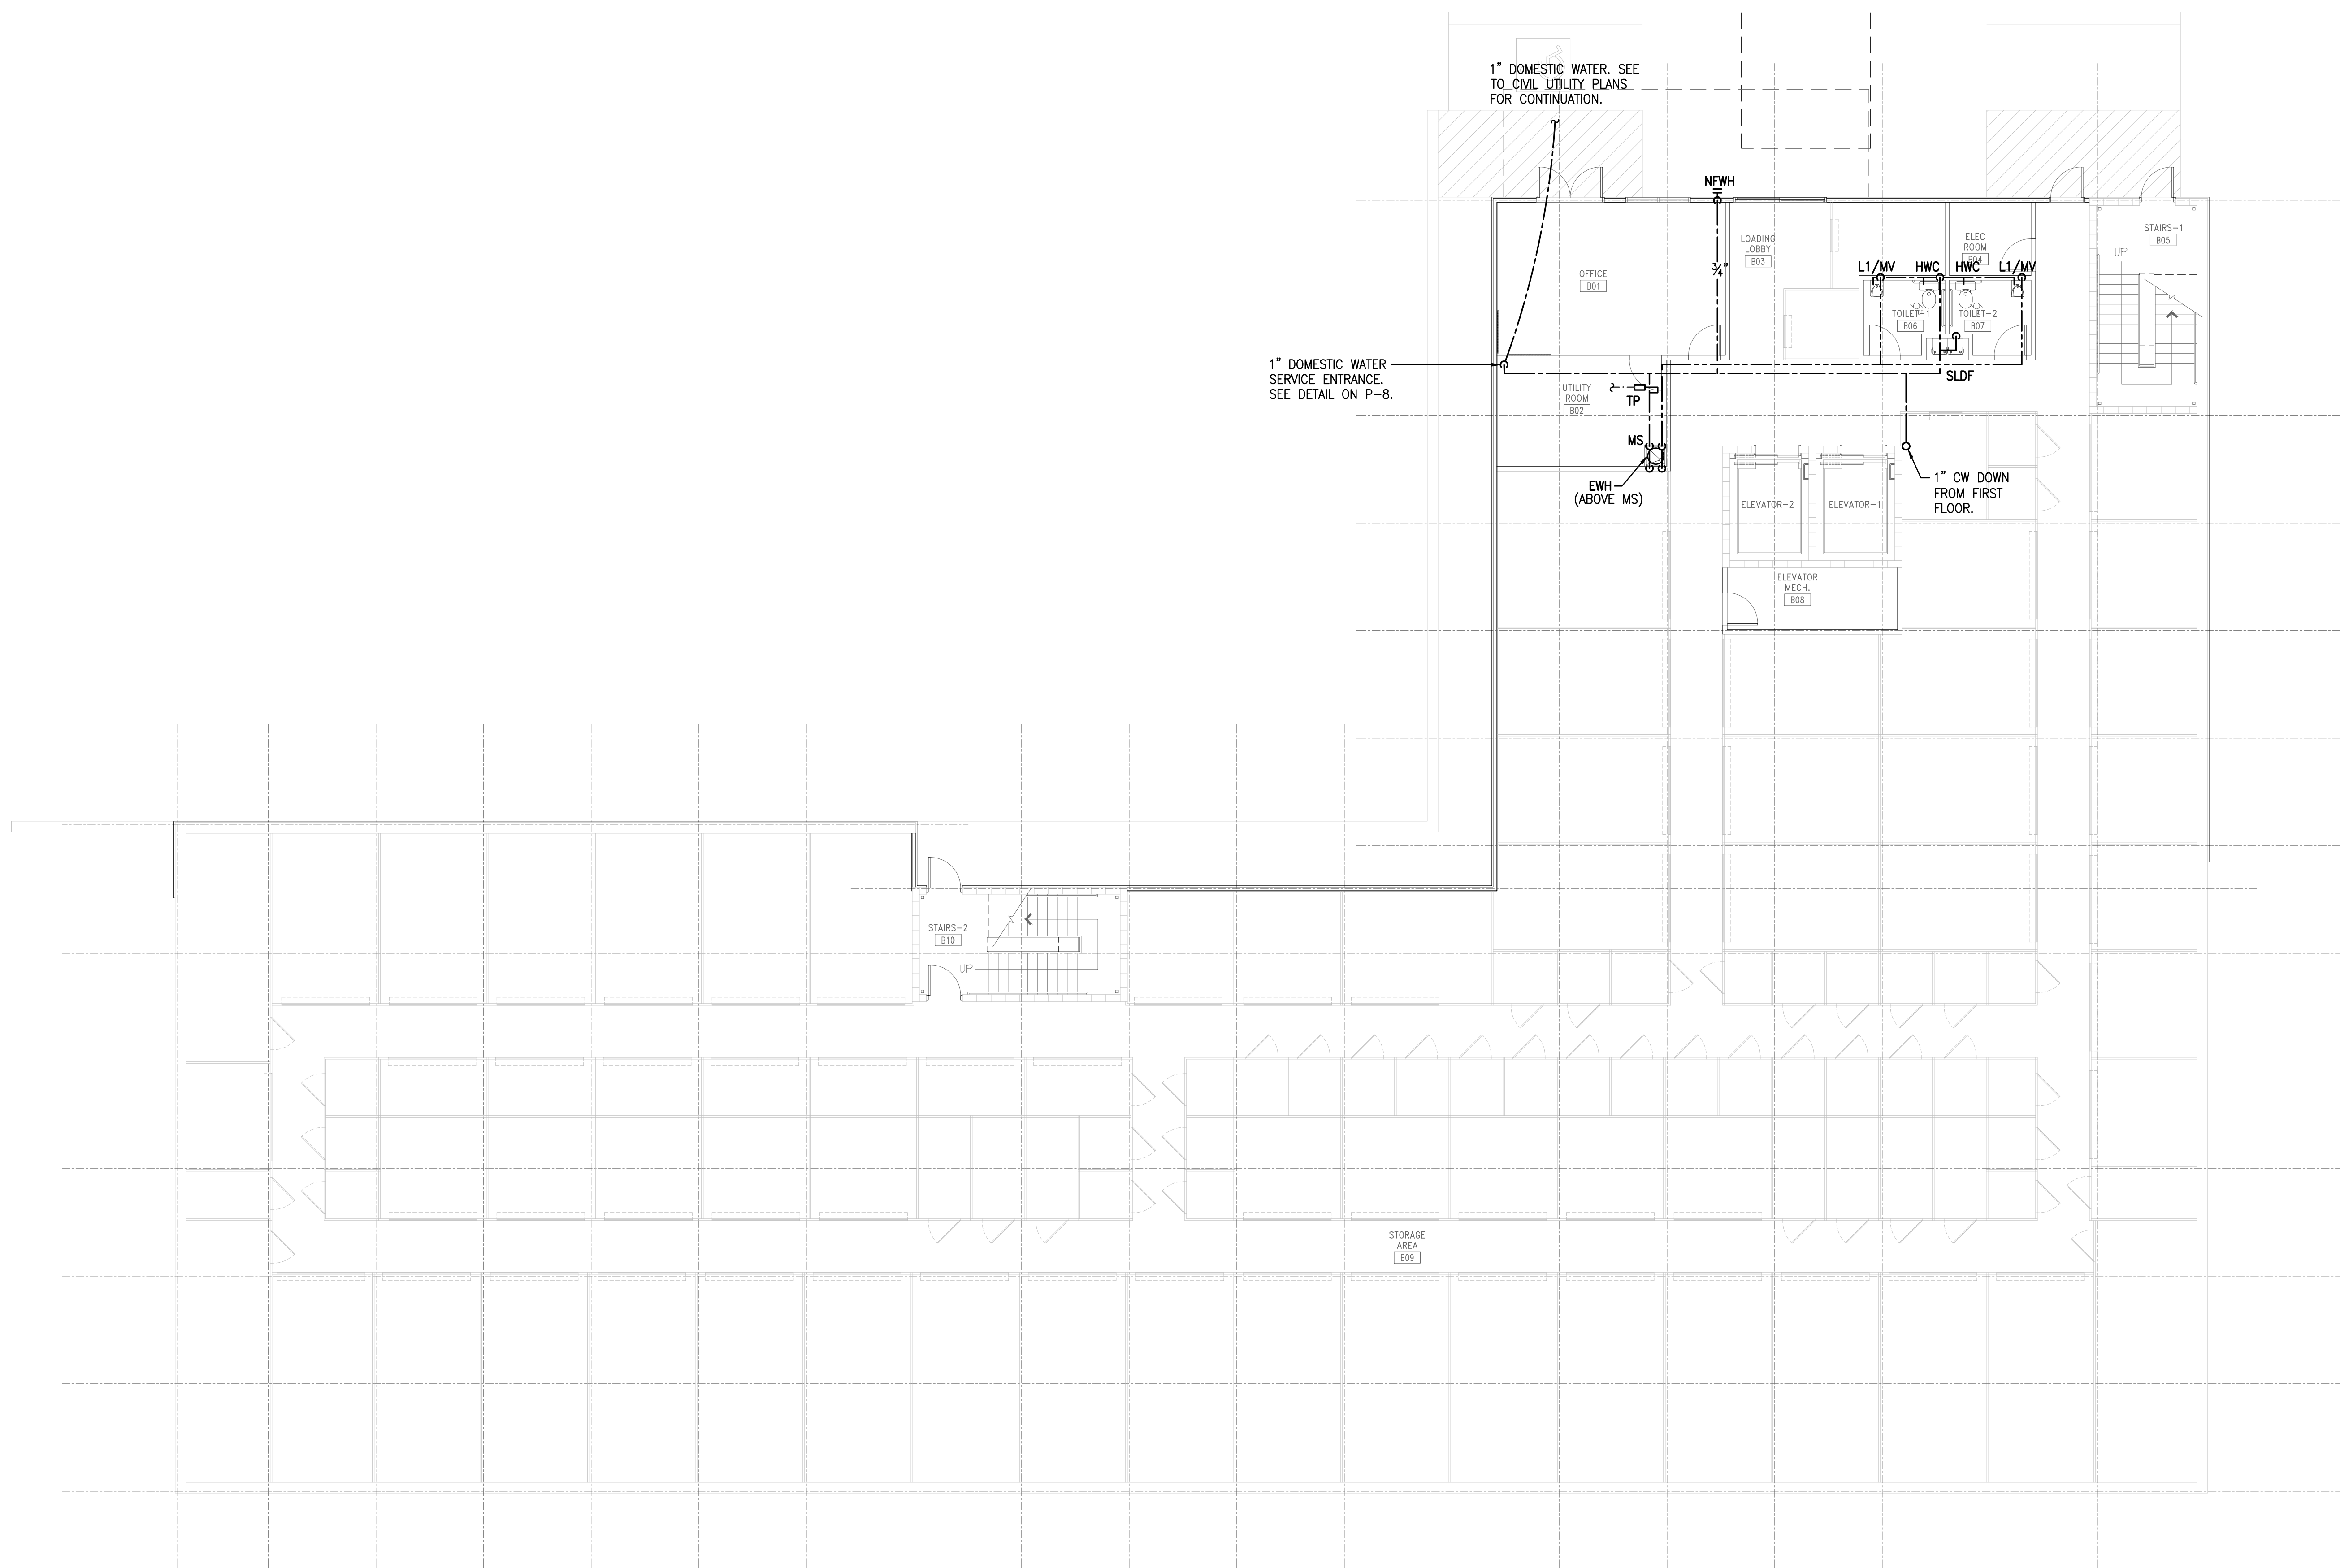 1" DOMESTIC WATER. SEE
TO CIVIL UTILITY PLANS
FOR CONTINUATION.
NFWH
3/4"
LOADING
LOBBY
B03
ELEC
ROOM
B04
STAIRS-1
B05
UP
OFFICE
B01
L1/MV
HWC
HWC
L1/MV
TOILET-1
B06
TOILET-2
B07
1" DOMESTIC WATER
SERVICE ENTRANCE.
SEE DETAIL ON P-8.
UTILITY
ROOM
B02
TP
SLDF
MS
EWH
(ABOVE MS)
1" CW DOWN
FROM FIRST
FLOOR.
ELEVATOR-2
ELEVATOR-1
ELEVATOR
MECH.
B08
STAIRS-2
B10
UP
STORAGE
AREA
B09